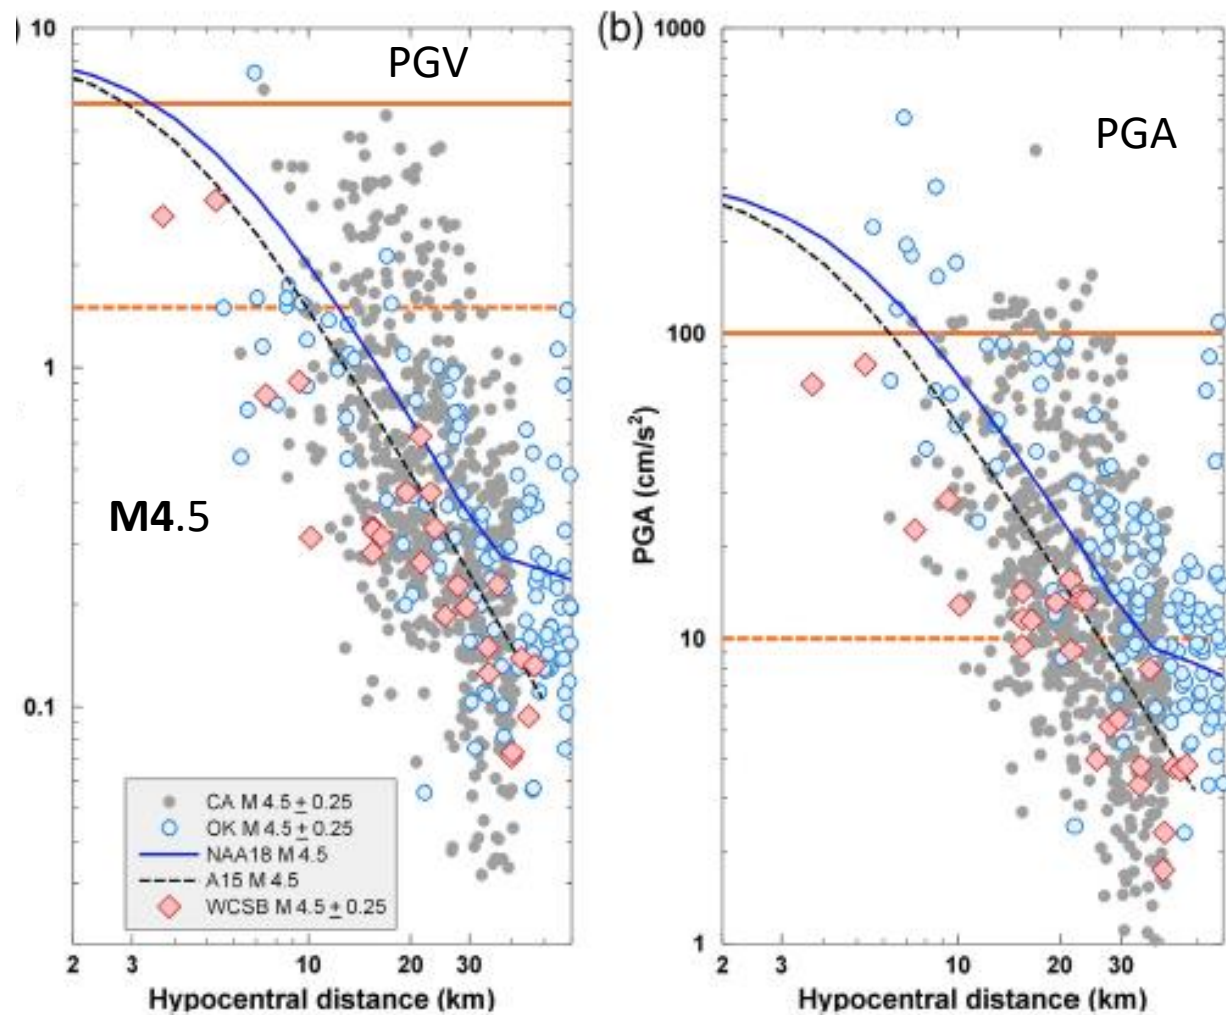 )
(b)
PGV
10
1
0.1
M4.5
CA M 4.5 ± 0.25
OK M 4.5 ± 0.25
NAA18 M 4.5
A15 M 4.5
WCSB M 4.5 ± 0.25
2 3 10 20 30
Hypocentral distance (km)
PGA
1000
100
10
1
PGA (cm/s²)
2 3 10 20 30
Hypocentral distance (km)